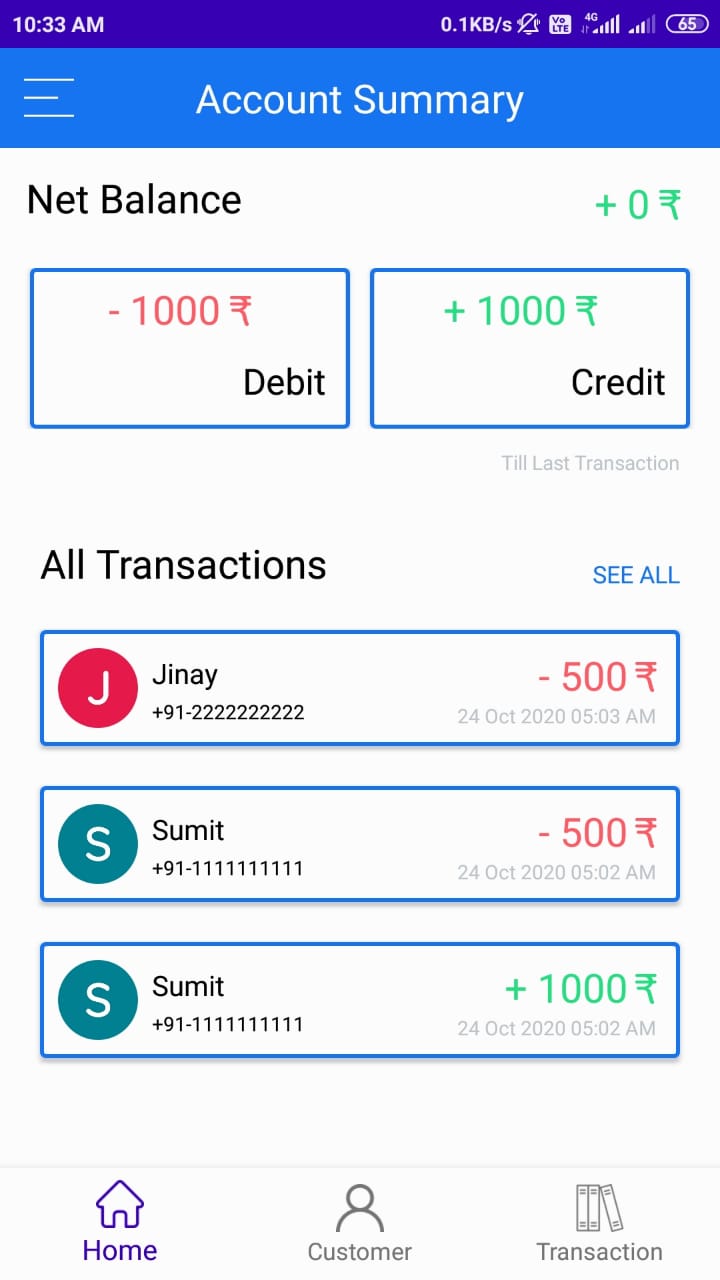 10:33 AM 0.1KB/s Vo LTE 4G 65
Account Summary
Net Balance + 0 ₹
- 1000 ₹ + 1000 ₹
Debit Credit
Till Last Transaction
All Transactions SEE ALL
J Jinay - 500 ₹
+91-2222222222 24 Oct 2020 05:03 AM
S Sumit - 500 ₹
+91-1111111111 24 Oct 2020 05:02 AM
S Sumit + 1000 ₹
+91-1111111111 24 Oct 2020 05:02 AM
Home Customer Transaction